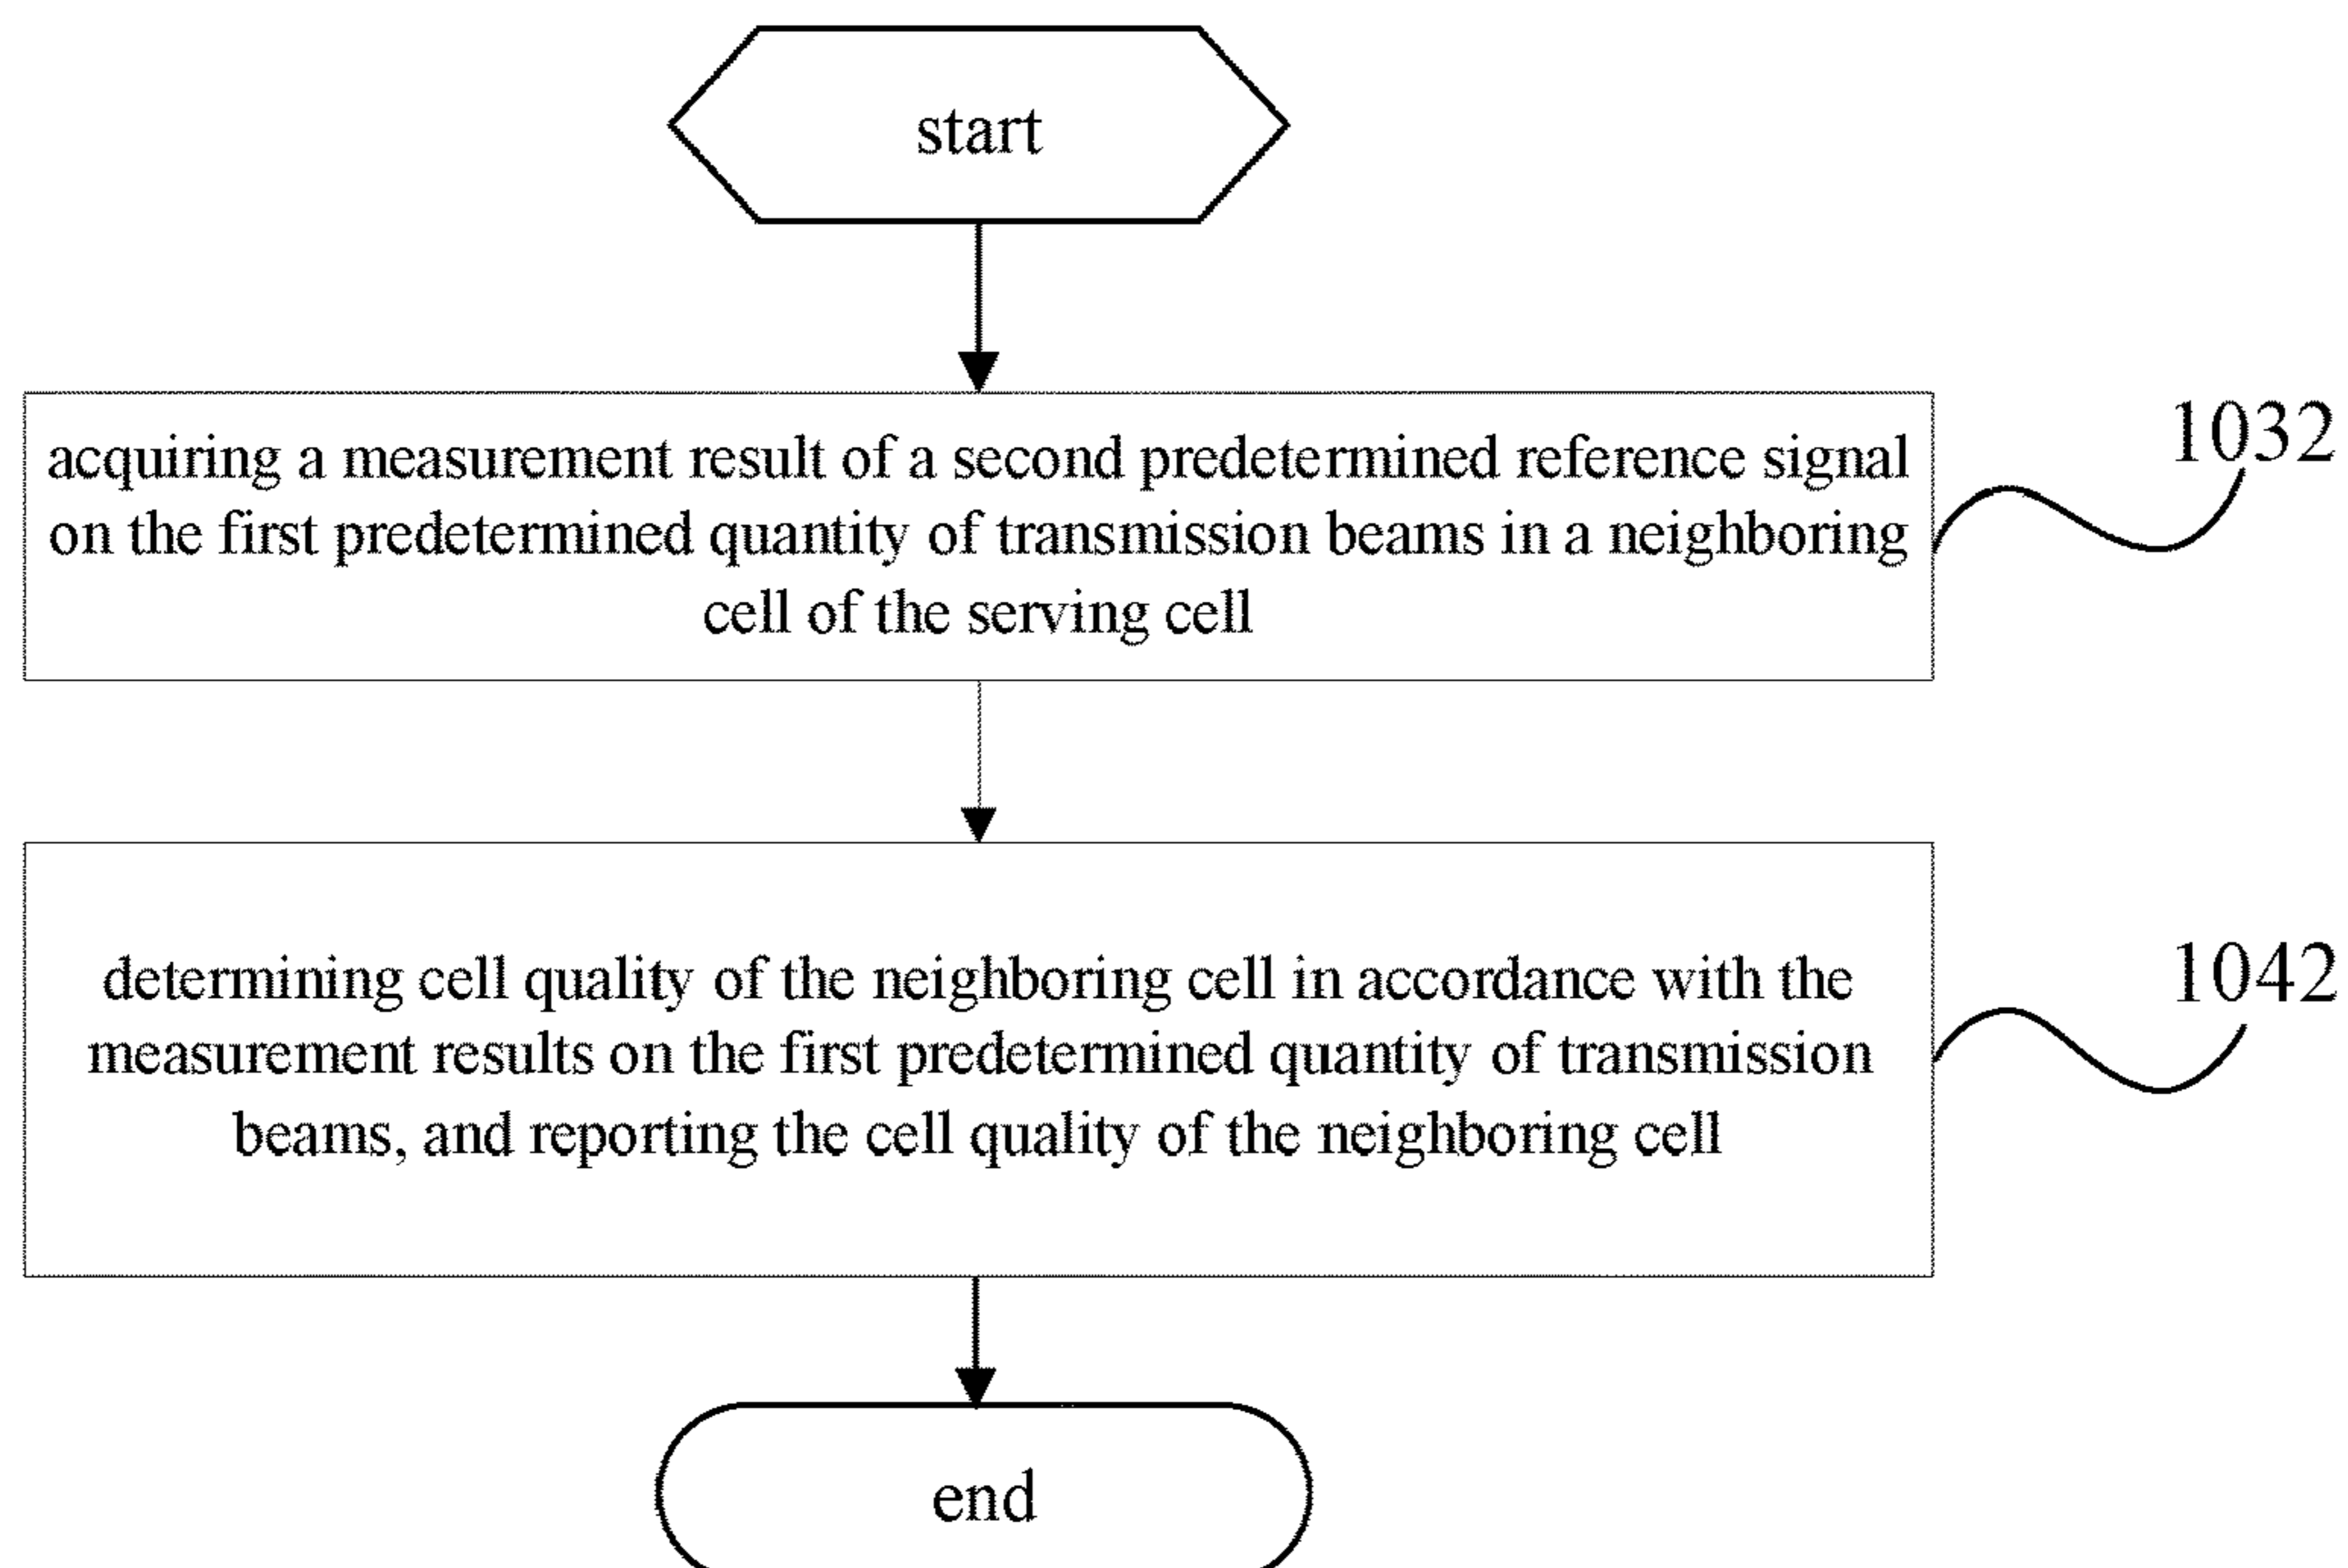 start
acquiring a measurement result of a second predetermined reference signal
on the first predetermined quantity of transmission beams in a neighboring
cell of the serving cell
1032
determining cell quality of the neighboring cell in accordance with the
measurement results on the first predetermined quantity of transmission
beams, and reporting the cell quality of the neighboring cell
1042
end